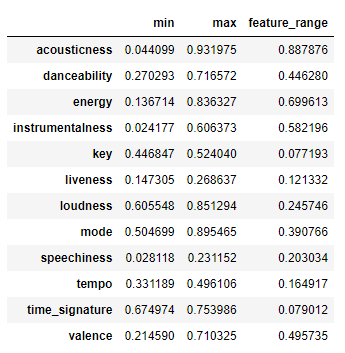 min max feature_range
acousticness 0.044099 0.931975 0.887876
danceability 0.270293 0.716572 0.446280
energy 0.136714 0.836327 0.699613
instrumentalness 0.024177 0.606373 0.582196
key 0.446847 0.524040 0.077193
liveness 0.147305 0.268637 0.121332
loudness 0.605548 0.851294 0.245746
mode 0.504699 0.895465 0.390766
speechiness 0.028118 0.231152 0.203034
tempo 0.331189 0.496106 0.164917
time_signature 0.674974 0.753986 0.079012
valence 0.214590 0.710325 0.495735